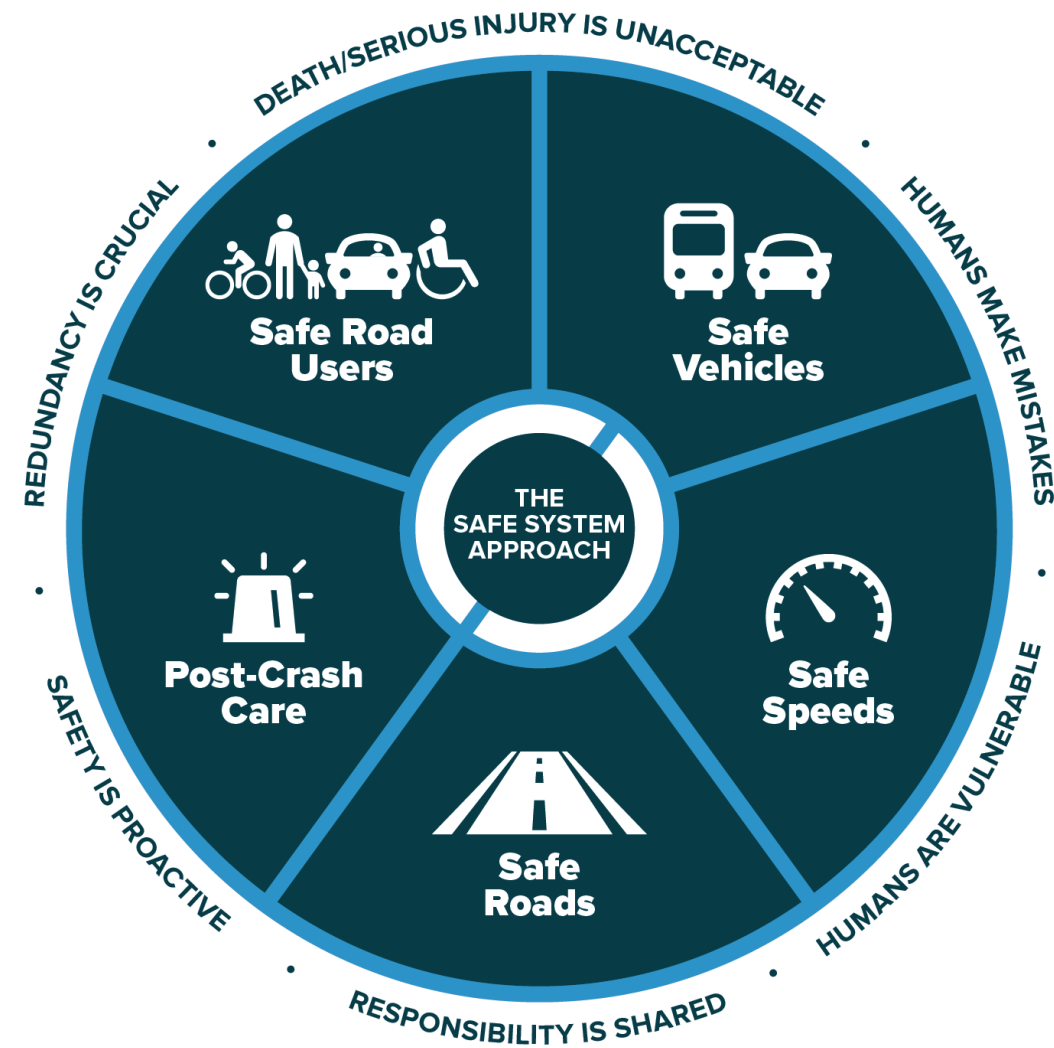 DEATH/SERIOUS INJURY IS UNACCEPTABLE
HUMANS MAKE MISTAKES
HUMANS ARE VULNERABLE
RESPONSIBILITY IS SHARED
SAFETY IS PROACTIVE
REDUNDANCY IS CRUCIAL
Safe Road
Users
Safe
Vehicles
Safe
Speeds
Safe
Roads
Post-Crash
Care
THE
SAFE SYSTEM
APPROACH